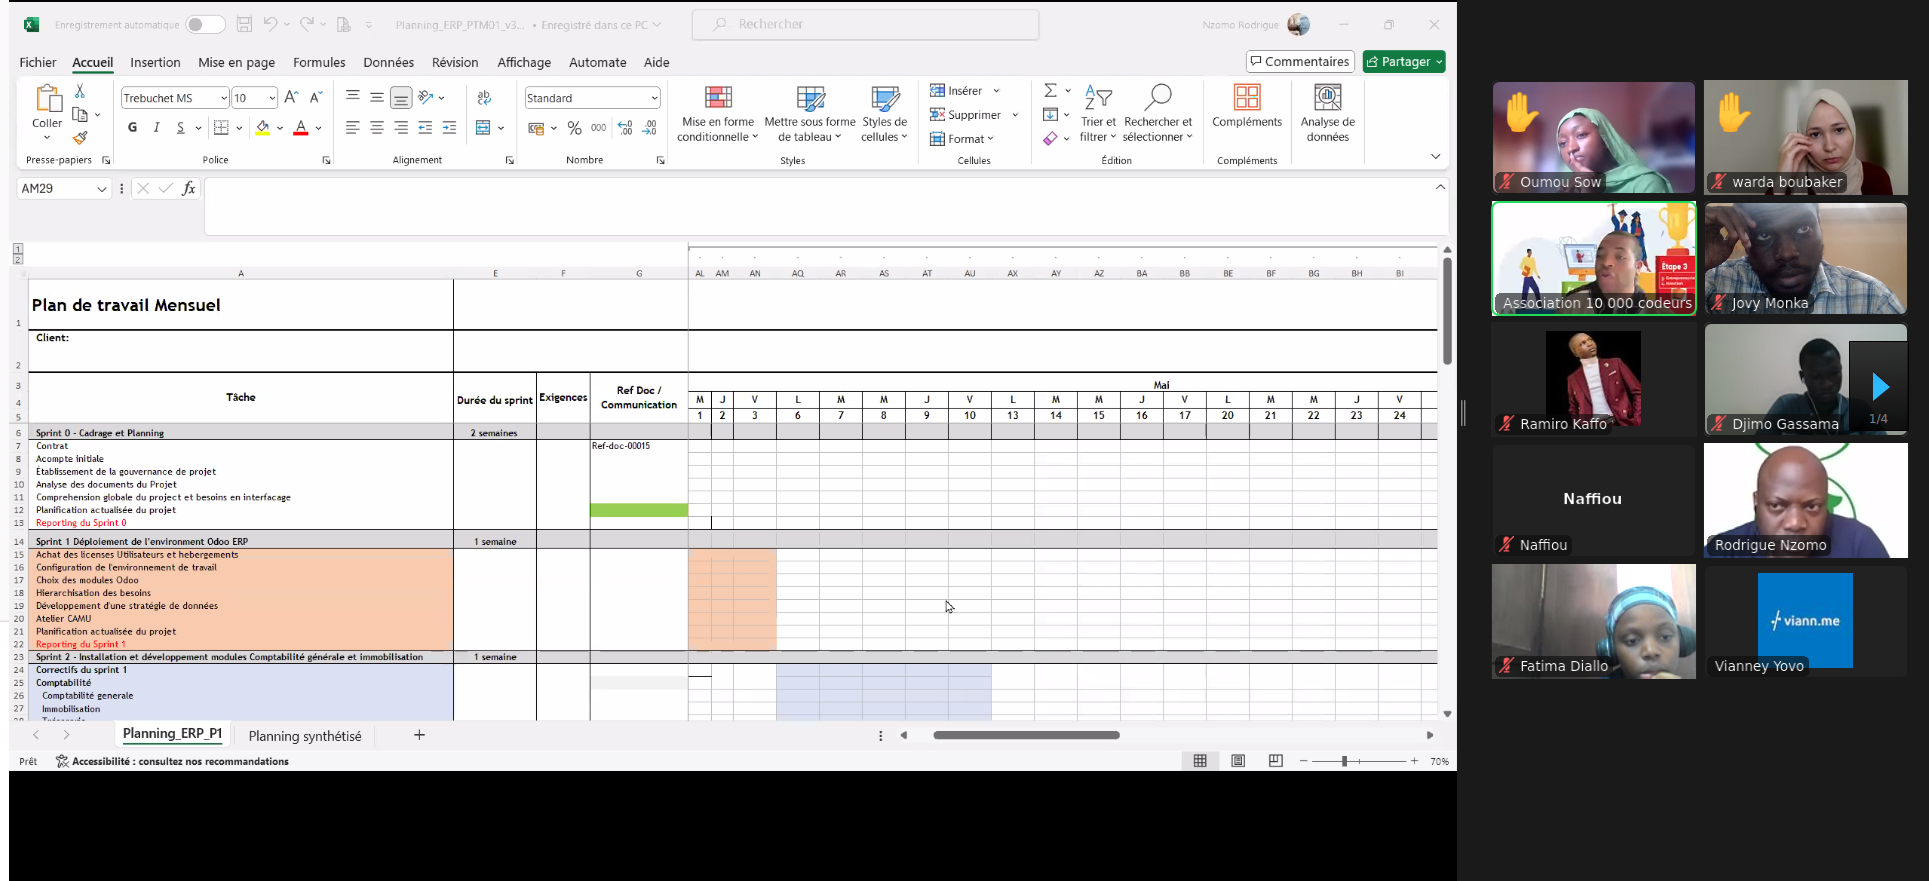 Enregistrement automatique
Planning_ERP_PTM01_v3... • Enregistré dans ce PC
Rechercher
Nzomo Rodrigue
Fichier Accueil Insertion Mise en page Formules Données Révision Affichage Automate Aide
Commentaires
Partager
Coller
Presse-papiers
Trebuchet MS 10
G I S
Police
Alignement
Standard
Nombre
Mise en forme conditionnelle
Mettre sous forme de tableau
Styles de cellules
Styles
Insérer
Supprimer
Format
Cellules
Trier et filtrer
Rechercher et sélectionner
Édition
Compléments
Compléments
Analyse de données
AM29
fx
1
2
A E F G AL AM AN AQ AR AS AT AU AX AY AZ BA BB BE BF BG BH BI
1 Plan de travail Mensuel
2 Client:
3 Mai
Tâche Durée du sprint Exigences Ref Doc / Communication
4 M J V L M M J V L M M J V L M M J V
5 1 2 3 6 7 8 9 10 13 14 15 16 17 20 21 22 23 24
6 Sprint 0 - Cadrage et Planning 2 semaines
7 Contrat Ref-doc-00015
8 Acompte initiale
9 Établissement de la gouvernance de projet
10 Analyse des documents du Projet
11 Comprehension globale du project et besoins en interfacage
12 Planification actualisée du projet
13 Reporting du Sprint 0
14 Sprint 1 Déploiement de l'environment Odoo ERP 1 semaine
15 Achat des licenses Utilisateurs et hebergements
16 Configuration de l'environnement de travail
17 Choix des modules Odoo
18 Hierarchisation des besoins
19 Développement d'une stratégie de données
20 Atelier CAMU
21 Planification actualisée du projet
22 Reporting du Sprint 1
23 Sprint 2 - Installation et développement modules Comptabilité générale et immobilisation 1 semaine
24 Correctifs du sprint 1
25 Comptabilité
26 Comptabilité generale
27 Immobilisation
Planning_ERP_P1 Planning synthétisé
Prêt Accessibilité : consultez nos recommandations
70%
Oumou Sow
warda boubaker
Étape 3
Association 10 000 codeurs
Jovy Monka
Ramiro Kaffo
Djimo Gassama
1/4
Naffiou
Naffiou
Rodrigue Nzomo
Fatima Diallo
viann.me
Vianney Yovo